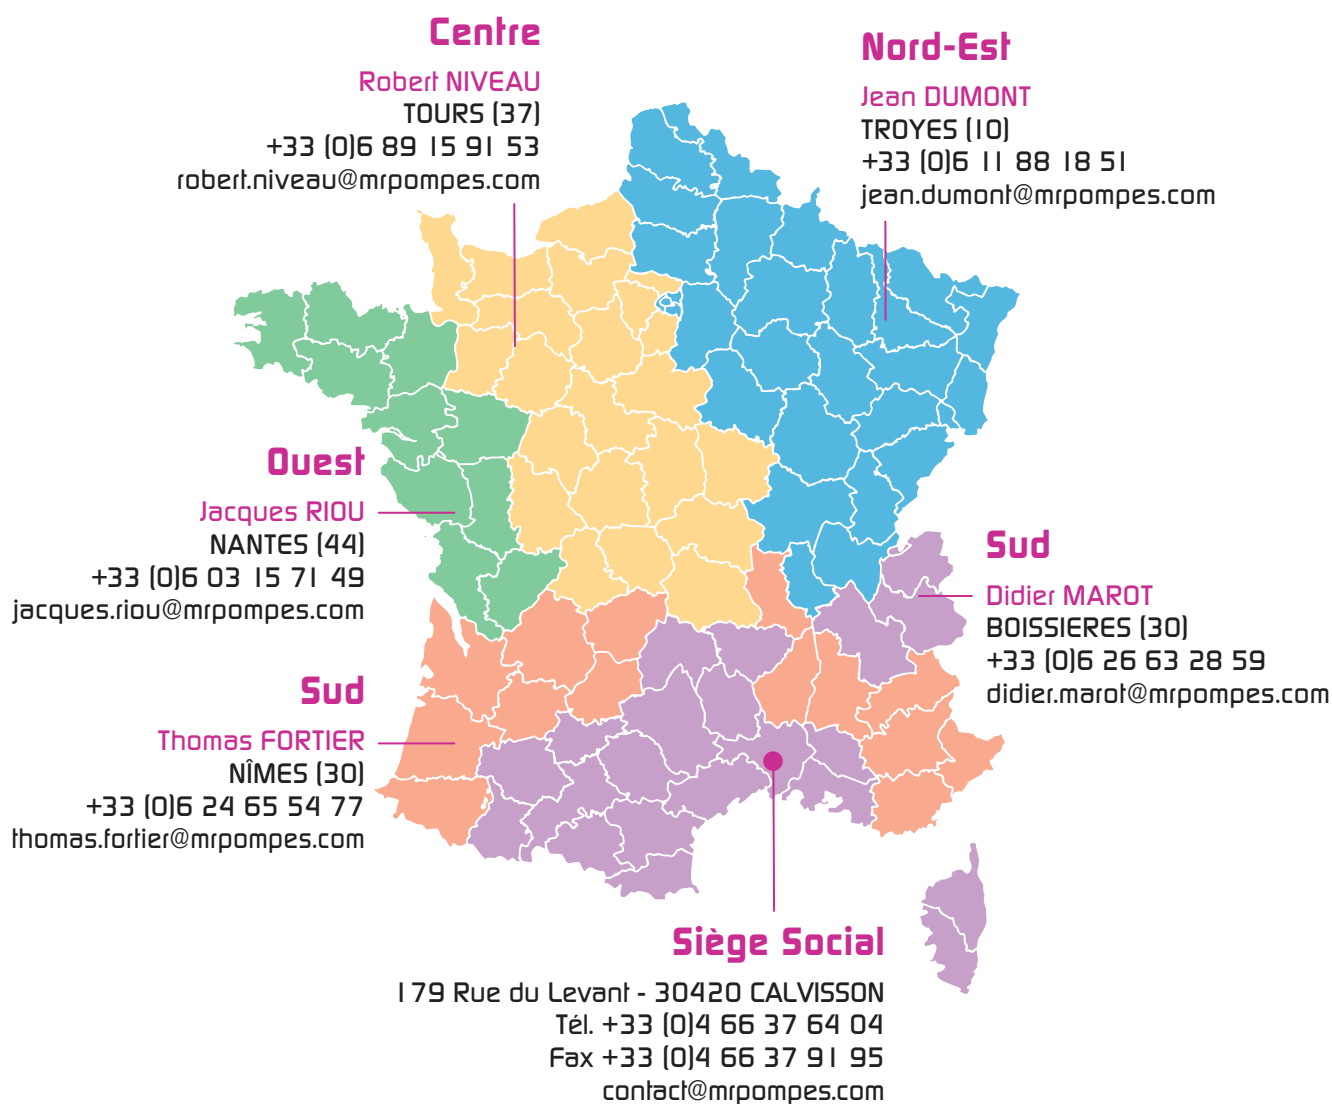 Centre
Robert NIVEAU
TOURS (37)
+33 (0)6 89 15 91 53
robert.niveau@mrpompes.com
Nord-Est
Jean DUMONT
TROYES (10)
+33 (0)6 11 88 18 51
jean.dumont@mrpompes.com
Ouest
Jacques RIOU
NANTES (44)
+33 (0)6 03 15 71 49
jacques.riou@mrpompes.com
Sud
Didier MAROT
BOISSIERES (30)
+33 (0)6 26 63 28 59
didier.marot@mrpompes.com
Sud
Thomas FORTIER
NÎMES (30)
+33 (0)6 24 65 54 77
thomas.fortier@mrpompes.com
Siège Social
179 Rue du Levant - 30420 CALVISSON
Tél. +33 (0)4 66 37 64 04
Fax +33 (0)4 66 37 91 95
contact@mrpompes.com